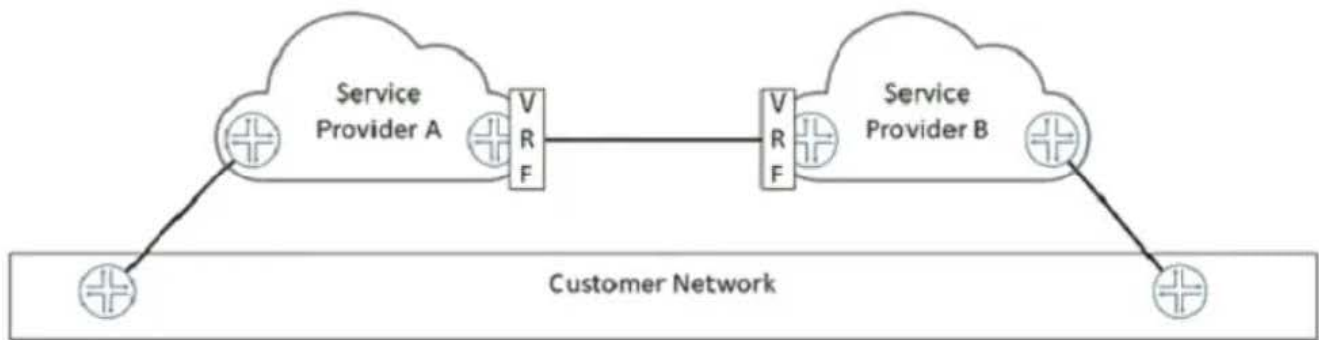 Service
Provider A
V
R
F
V
R
F
Service
Provider B
Customer Network